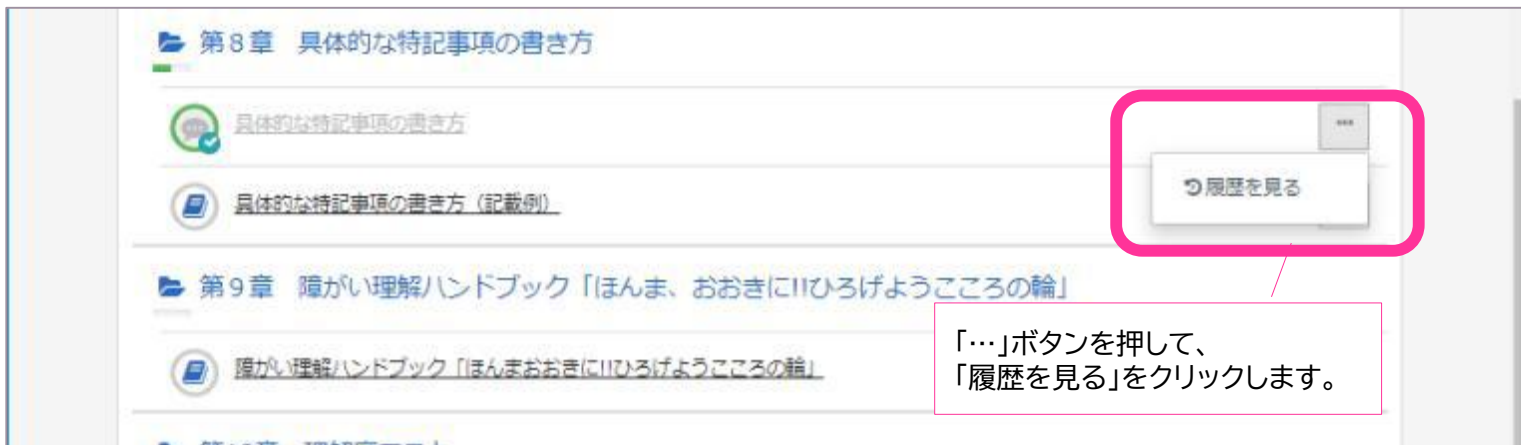 第8章 具体的な特記事項の書き方
具体的な特記事項の書き方
…
履歴を見る
具体的な特記事項の書き方（記載例）
第9章 障がい理解ハンドブック「ほんま、おおきに!!ひろげようこころの輪」
「…」ボタンを押して、
「履歴を見る」をクリックします。
障がい理解ハンドブック「ほんまおおきに!!ひろげようこころの輪」